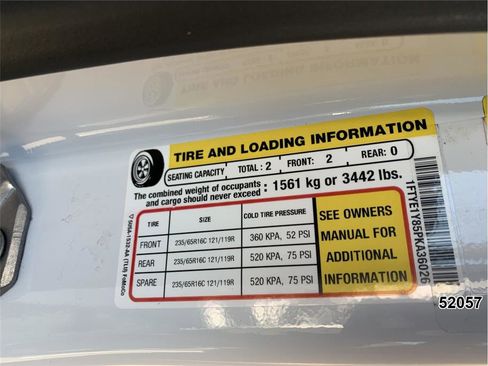 TIRE AND LOADING INFORMATION
SEATING CAPACITY TOTAL : 2 FRONT: 2 REAR: 0
The combined weight of occupants and cargo should never exceed : 1561 kg or 3442 lbs.
TIRE SIZE COLD TIRE PRESSURE
FRONT 235/65R16C 121/119R 360 KPA, 52 PSI
REAR 235/65R16C 121/119R 520 KPA, 75 PSI
SPARE 235/65R16C 121/119R 520 KPA, 75 PSI
SEE OWNERS
MANUAL FOR
ADDITIONAL
INFORMATION
52057